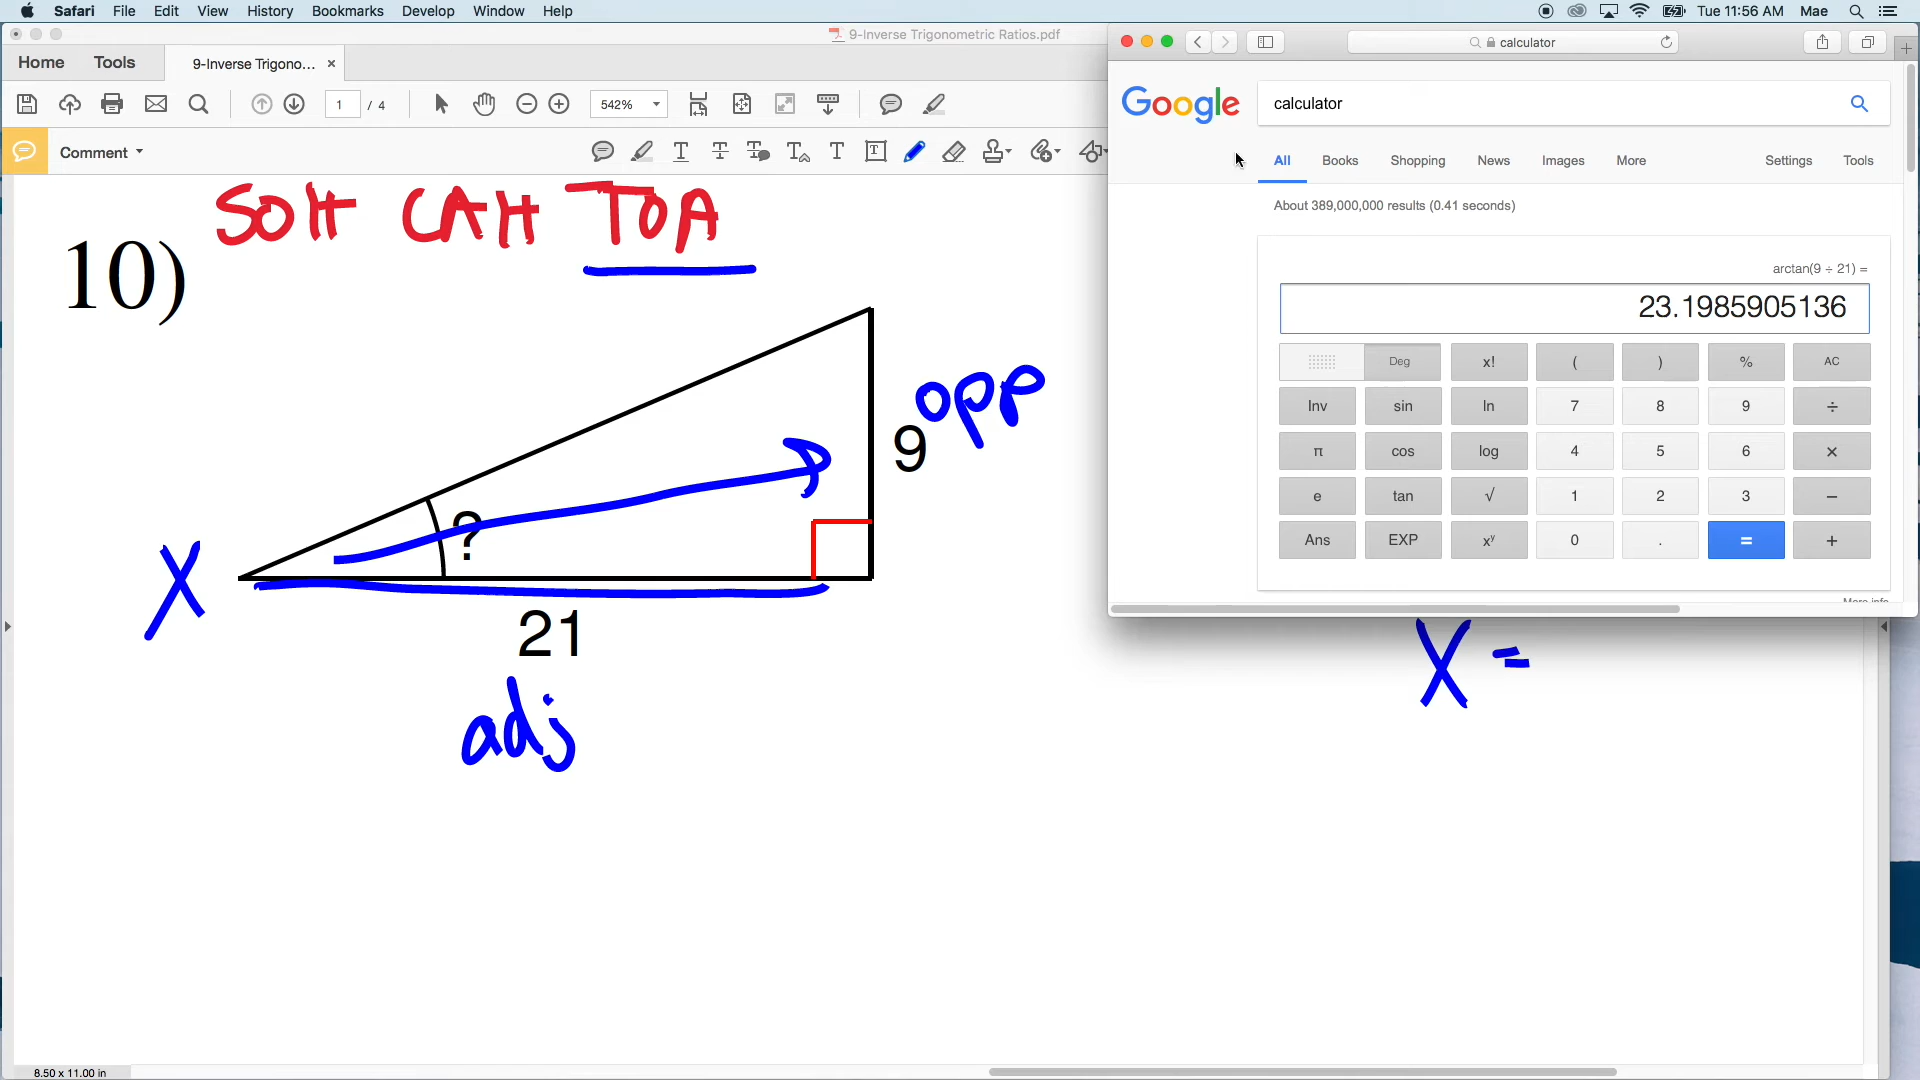 Safari File Edit View History Bookmarks Develop Window Help Tue 11:56 AM Mae
9-Inverse Trigonometric Ratios.pdf
Home Tools 9-Inverse Trigono... ×
1 / 4 542%
Comment
SOH CAH TOA
10)
opp
9
?
X
21
adj
X =
8.50 x 11.00 in
calculator
Google calculator
All Books Shopping News Images More Settings Tools
About 389,000,000 results (0.41 seconds)
arctan(9 ÷ 21) =
23.1985905136
Deg x! ( ) % AC
Inv sin ln 7 8 9 ÷
π cos log 4 5 6 ×
e tan √ 1 2 3 −
Ans EXP xʸ 0 . = +
More info